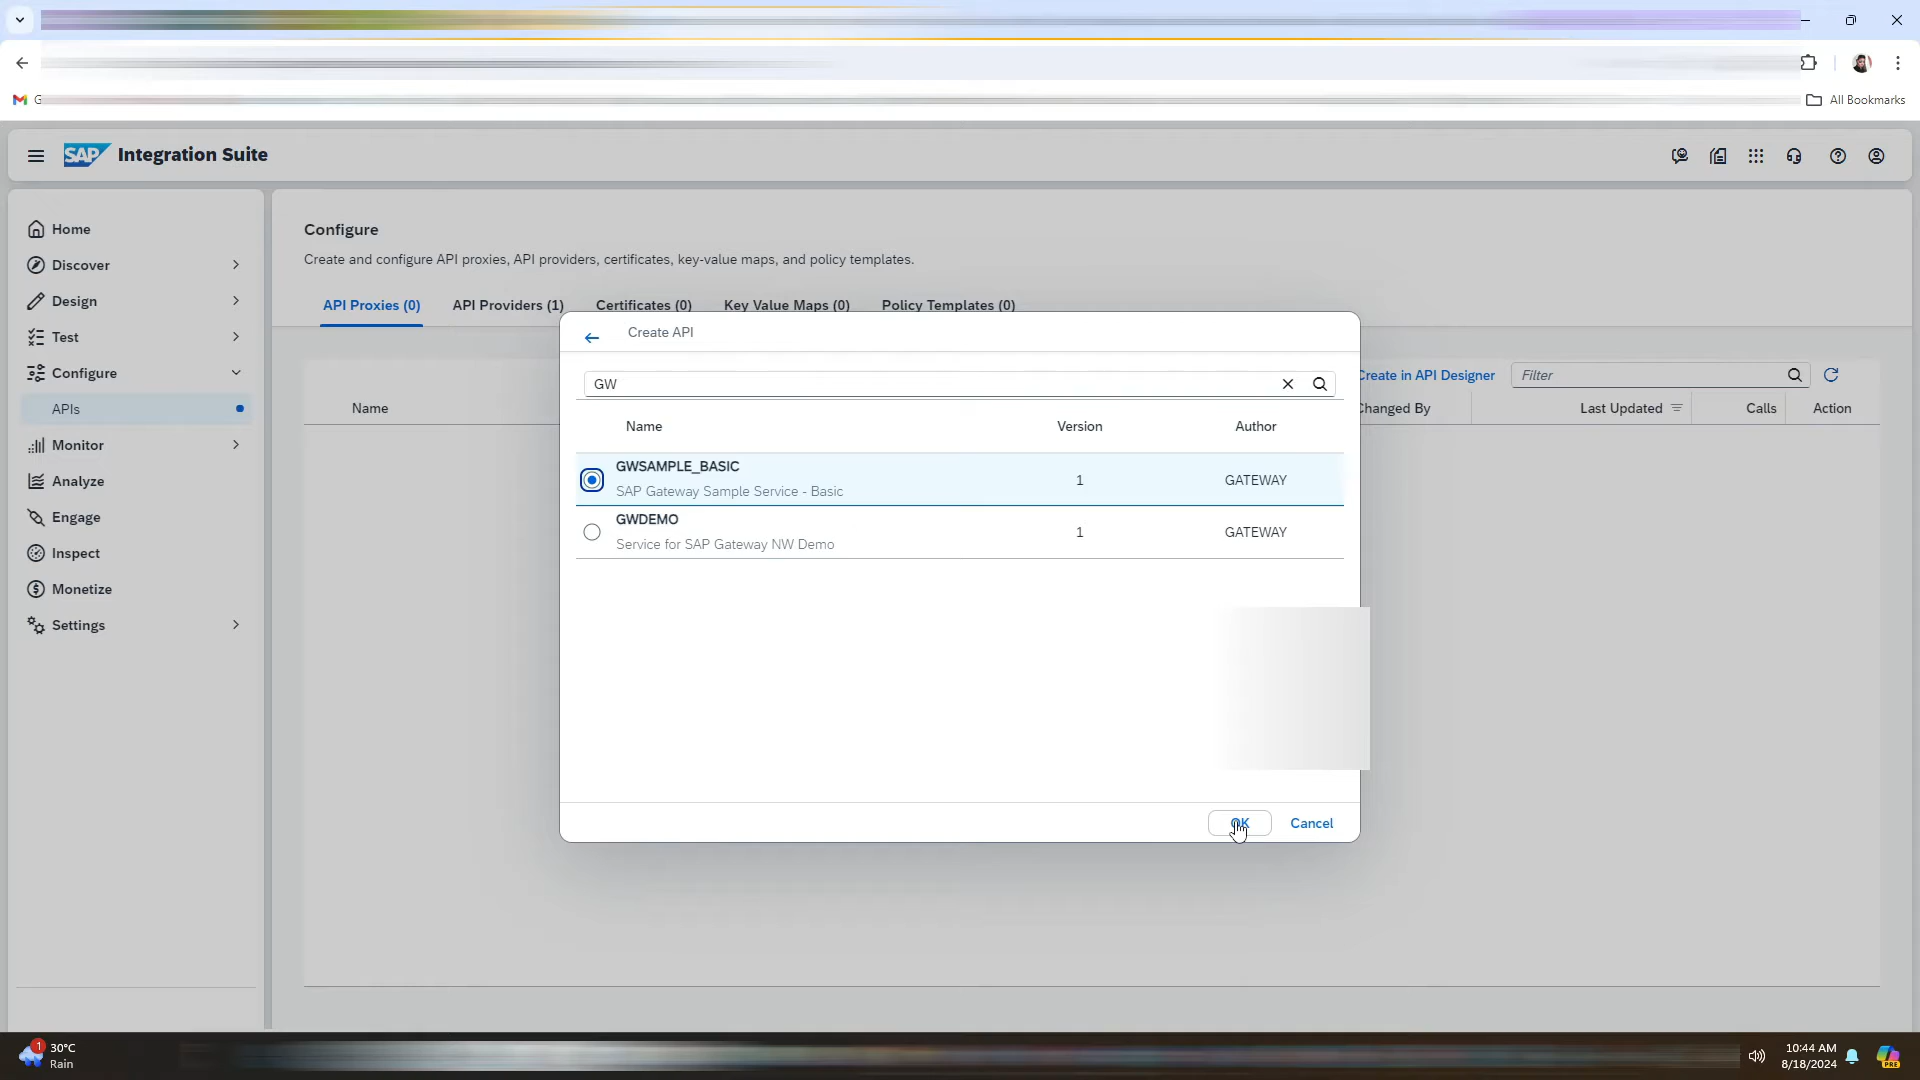 G
All Bookmarks
SAP Integration Suite
Home
Discover
Design
Test
Configure
APIs
Monitor
Analyze
Engage
Inspect
Monetize
Settings
Configure
Create and configure API proxies, API providers, certificates, key-value maps, and policy templates.
API Proxies (0) API Providers (1) Certificates (0) Key Value Maps (0) Policy Templates (0)
Create in API Designer Filter
Name Changed By Last Updated Calls Action
Create API
GW
Name Version Author
GWSAMPLE_BASIC
SAP Gateway Sample Service - Basic
1 GATEWAY
GWDEMO
Service for SAP Gateway NW Demo
1 GATEWAY
OK Cancel
1
30°C
Rain
10:44 AM
8/18/2024
PRE